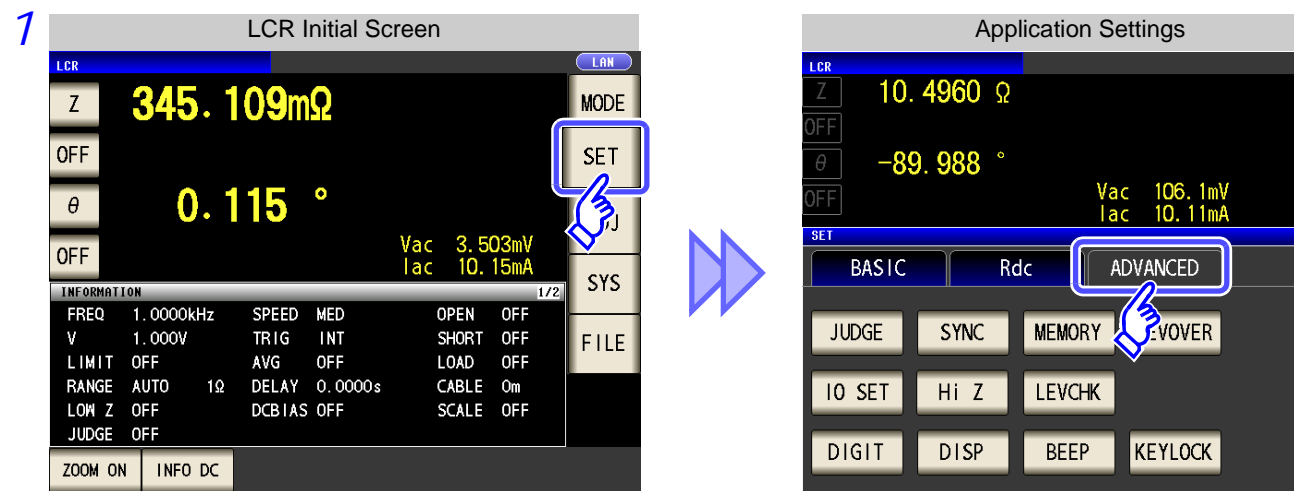 1
LCR Initial Screen
LCR
LAN
Z 345.109mΩ
OFF
θ 0.115 °
OFF
Vac 3.503mV
Iac 10.15mA
MODE
SET
SYS
FILE
INFORMATION 1/2
FREQ 1.0000kHz SPEED MED OPEN OFF
V 1.000V TRIG INT SHORT OFF
LIMIT OFF AVG OFF LOAD OFF
RANGE AUTO 1Ω DELAY 0.0000s CABLE 0m
LOW Z OFF DCBIAS OFF SCALE OFF
JUDGE OFF
ZOOM ON INFO DC
Application Settings
LCR
Z 10.4960 Ω
OFF
θ -89.988 °
OFF
Vac 106.1mV
Iac 10.11mA
SET
BASIC Rdc ADVANCED
JUDGE SYNC MEMORY
IO SET Hi Z LEVCHK
DIGIT DISP BEEP KEYLOCK